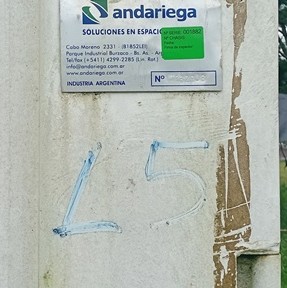 andariega
SOLUCIONES EN ESPACIO
Cabo Moreno 2331 - (B1852LEI)
Parque Industrial Burzaco - Bs. As. - Ar
Tel/fax (+5411) 4299-2285 (Lin. Rot.)
info@andariega.com.ar
www.andariega.com.ar
INDUSTRIA ARGENTINA
Nº
L5